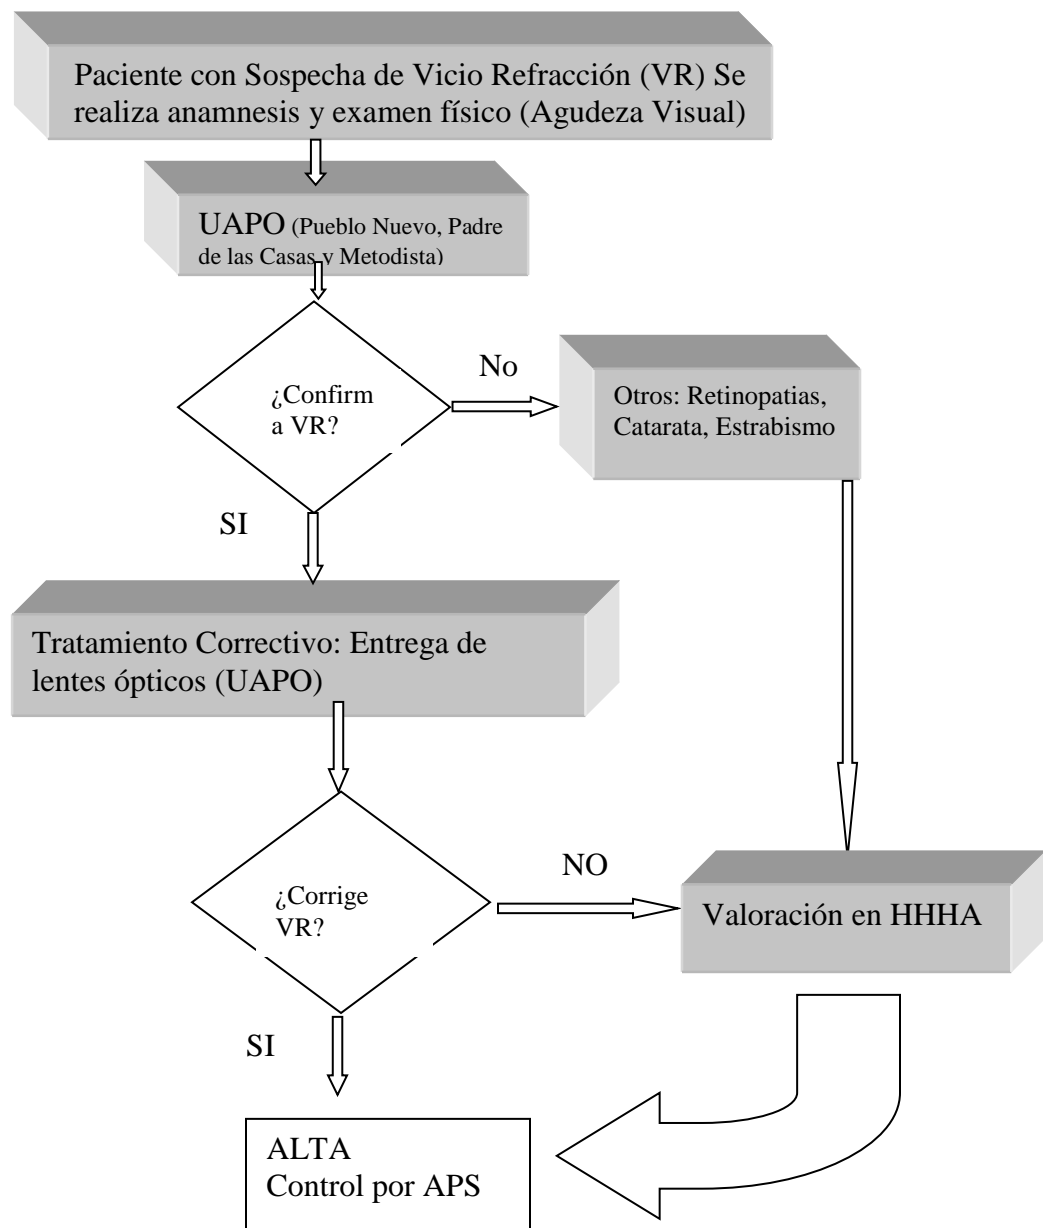 Paciente con Sospecha de Vicio Refracción (VR) Se
realiza anamnesis y examen físico (Agudeza Visual)
UAPO (Pueblo Nuevo, Padre
de las Casas y Metodista)
¿Confirm
a VR?
No
Otros: Retinopatias,
Catarata, Estrabismo
SI
Tratamiento Correctivo: Entrega de
lentes ópticos (UAPO)
¿Corrige
VR?
NO
Valoración en HHHA
SI
ALTA
Control por APS